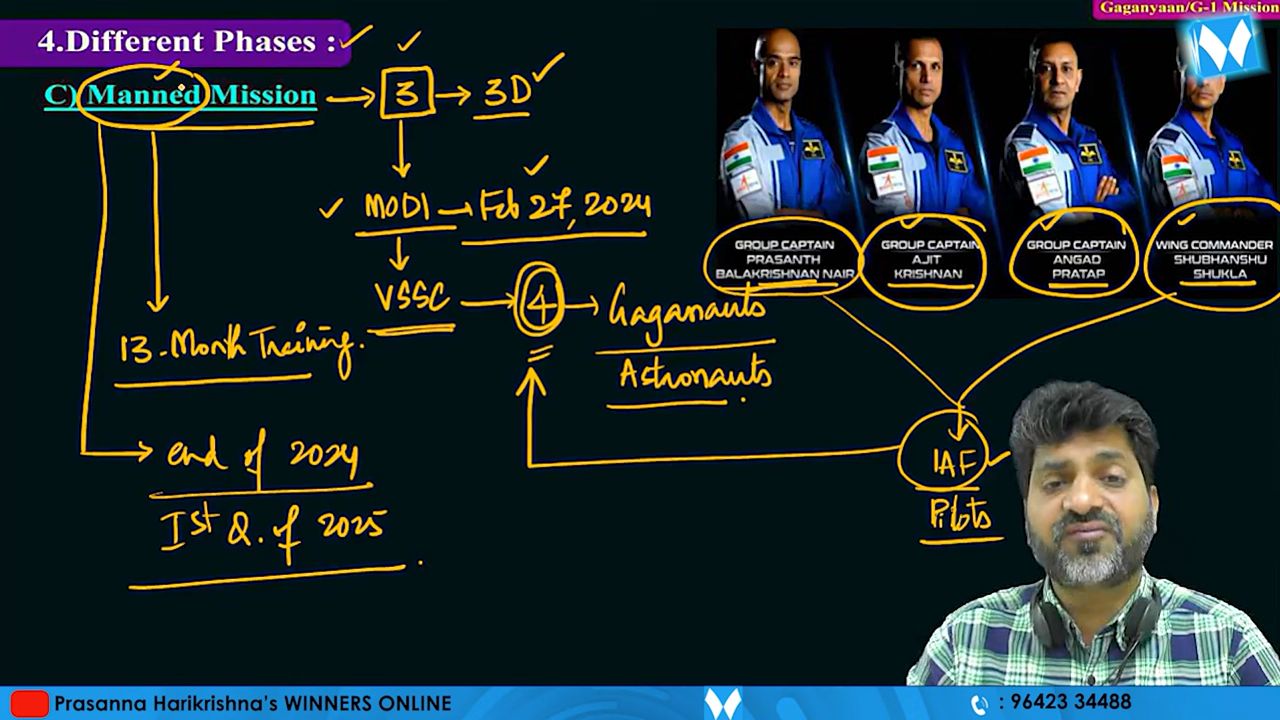 Gaganyaan/G-1 Mission
4.Different Phases :
C) Manned Mission → 3 → 3D
MODI → Feb 27, 2024
VSSC → 4 → Gaganauts
Astronauts
13-Month Training.
end of 2024
Ist Q. of 2025
GROUP CAPTAIN
PRASANTH
BALAKRISHNAN NAIR
GROUP CAPTAIN
AJIT
KRISHNAN
GROUP CAPTAIN
ANGAD
PRATAP
WING COMMANDER
SHUBHANSHU
SHUKLA
IAF
Pilots
Prasanna Harikrishna's WINNERS ONLINE
: 96423 34488